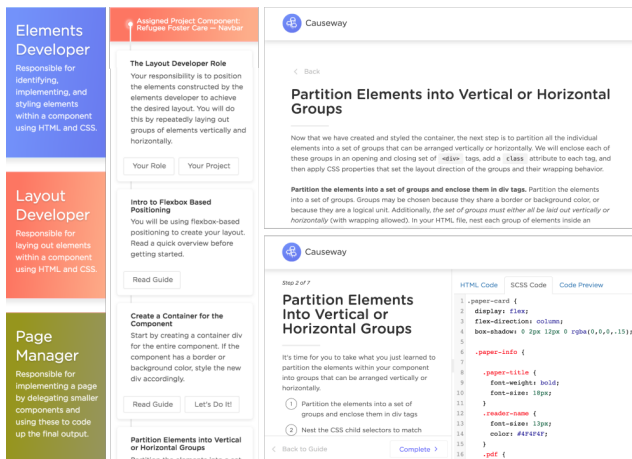 Elements
Developer
Responsible for
identifying,
implementing, and
styling elements
within a component
using HTML and CSS.
Layout
Developer
Responsible for
laying out elements
within a component
using HTML and CSS.
Page
Manager
Responsible for
implementing a page
by delegating smaller
components and
using these to code
up the final output.
Assigned Project Component:
Refugee Foster Care — Navbar
The Layout Developer Role
Your responsibility is to position
the elements constructed by the
elements developer to achieve
the desired layout. You will do
this by repeatedly laying out
groups of elements vertically and
horizontally.
Your Role
Your Project
Intro to Flexbox Based
Positioning
You will be using flexbox-based
positioning to create your layout.
Read a quick overview before
getting started.
Read Guide
Create a Container for the
Component
Start by creating a container div
for the entire component. If the
component has a border or
background color, style the new
div accordingly.
Read Guide
Let's Do It!
Partition Elements into Vertical
or Horizontal Groups
Causeway
< Back
Partition Elements into Vertical or Horizontal
Groups
Now that we have created and styled the container, the next step is to partition all the individual
elements into a set of groups that can be arranged vertically or horizontally. We will enclose each of
these groups in an opening and closing set of <div> tags, add a class attribute to each tag, and
then apply CSS properties that set the layout direction of the groups and their wrapping behavior.
Partition the elements into a set of groups and enclose them in div tags. Partition the elements
into a set of groups. Groups may be chosen because they share a border or background color, or
because they are a logical unit. Additionally, the set of groups must either all be laid out vertically or
horizontally (with wrapping allowed). In your HTML file, nest each group of elements inside an
Causeway
Step 2 of 7
Partition Elements
Into Vertical or
Horizontal Groups
It's time for you to take what you just learned to
partition the elements within your component
into groups that can be arranged vertically or
horizontally.
1 Partition the elements into a set of
groups and enclose them in div tags
2 Nest the CSS child selectors to match
< Back to Guide
Complete >
HTML Code
SCSS Code
Code Preview
1 .paper-card {
2 display: flex;
3 flex-direction: column;
4 box-shadow: 0 2px 12px 0 rgba(0,0,0,.15);
5
6 .paper-info {
7
8 .paper-title {
9 font-weight: bold;
10 font-size: 18px;
11 }
12 .reader-name {
13 font-size: 13px;
14 color: #4F4F4F;
15 }
16 .pdf {